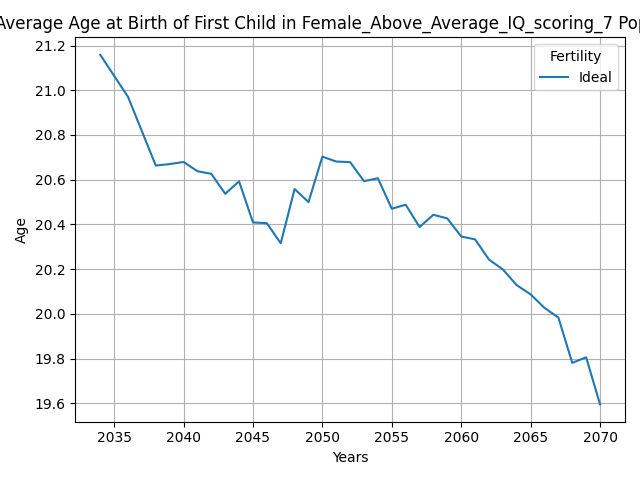 Average Age at Birth of First Child in Female_Above_Average_IQ_scoring_7
Fertility
Ideal
21.2
21.0
20.8
20.6
20.4
20.2
20.0
19.8
19.6
Age
2035 2040 2045 2050 2055 2060 2065 2070
Years